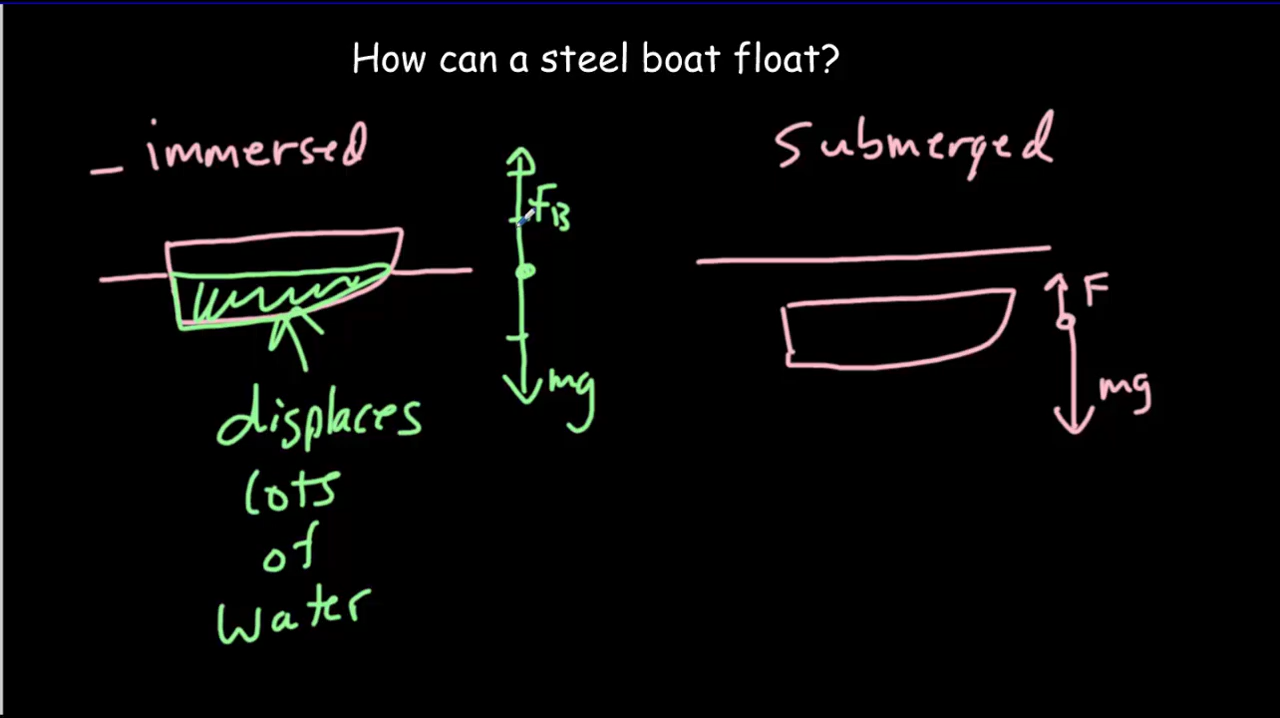 How can a steel boat float?
_ immersed
Submerged
FB
F
mg
mg
displaces
lots
of
water